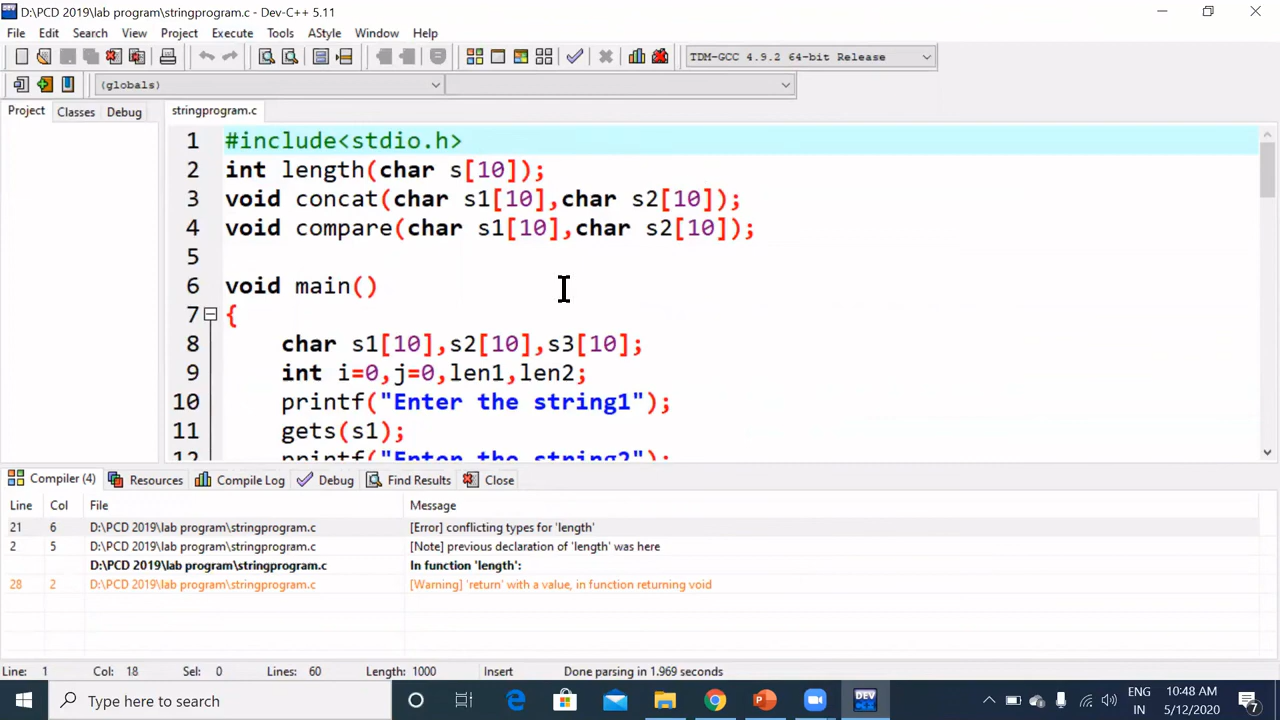 D:\PCD 2019\lab program\stringprogram.c - Dev-C++ 5.11
File Edit Search View Project Execute Tools AStyle Window Help
TDM-GCC 4.9.2 64-bit Release
(globals)
Project Classes Debug stringprogram.c
1 #include<stdio.h>
2 int length(char s[10]);
3 void concat(char s1[10],char s2[10]);
4 void compare(char s1[10],char s2[10]);
5
6 void main()
7 {
8 char s1[10],s2[10],s3[10];
9 int i=0,j=0,len1,len2;
10 printf("Enter the string1");
11 gets(s1);
12 printf("Enter the string2");
Compiler (4) Resources Compile Log Debug Find Results Close
Line Col File Message
21 6 D:\PCD 2019\lab program\stringprogram.c [Error] conflicting types for 'length'
2 5 D:\PCD 2019\lab program\stringprogram.c [Note] previous declaration of 'length' was here
D:\PCD 2019\lab program\stringprogram.c In function 'length':
28 2 D:\PCD 2019\lab program\stringprogram.c [Warning] 'return' with a value, in function returning void
Line: 1 Col: 18 Sel: 0 Lines: 60 Length: 1000 Insert Done parsing in 1.969 seconds
Type here to search
ENG 10:48 AM
IN 5/12/2020
7